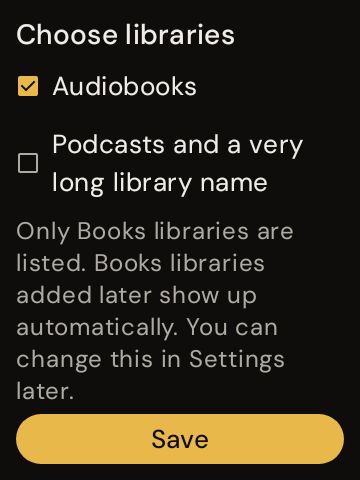 Choose libraries
Audiobooks
Podcasts and a very
long library name
Only Books libraries are
listed. Books libraries
added later show up
automatically. You can
change this in Settings
later.
Save